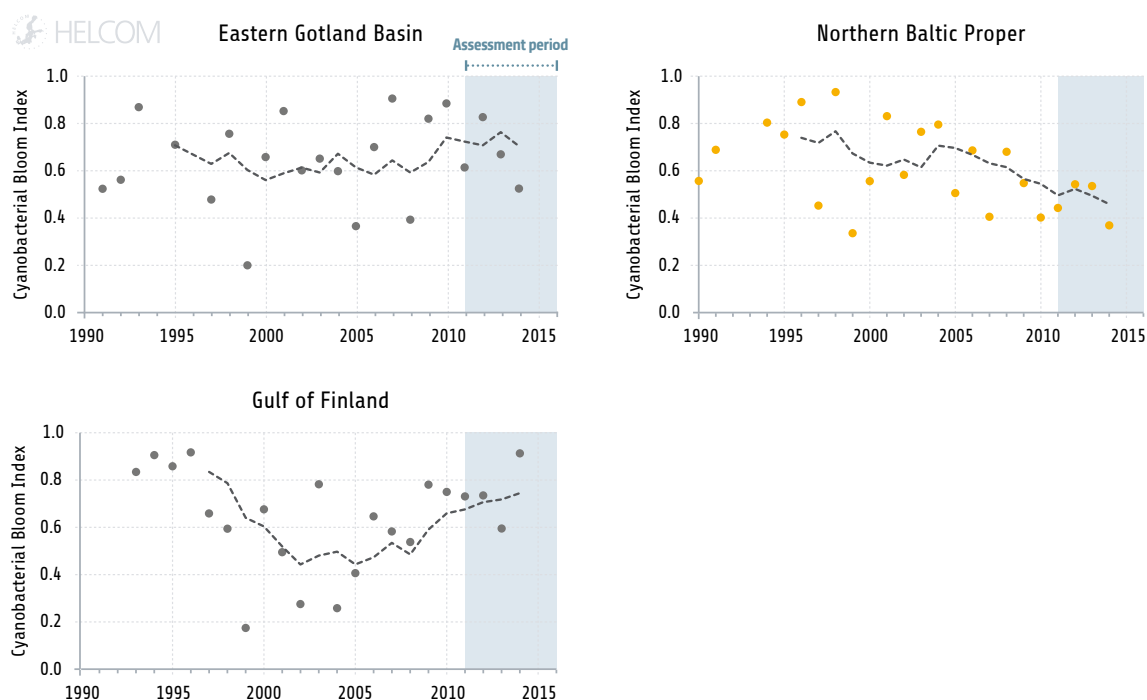 HELCOM
Eastern Gotland Basin
Assessment period
Cyanobacterial Bloom Index
1.0
0.8
0.6
0.4
0.2
0.0
1990 1995 2000 2005 2010 2015
Northern Baltic Proper
Cyanobacterial Bloom Index
1.0
0.8
0.6
0.4
0.2
0.0
1990 1995 2000 2005 2010 2015
Gulf of Finland
Cyanobacterial Bloom Index
1.0
0.8
0.6
0.4
0.2
0.0
1990 1995 2000 2005 2010 2015